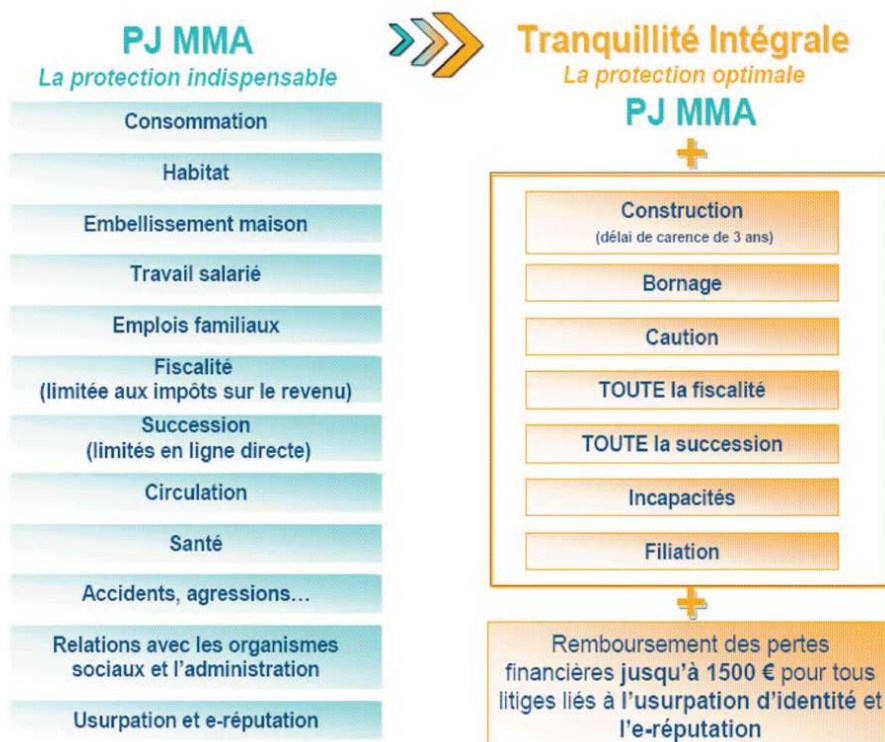 PJ MMA
La protection indispensable
Consommation
Habitat
Embellissement maison
Travail salarié
Emplois familiaux
Fiscalité
(limitée aux impôts sur le revenu)
Succession
(limités en ligne directe)
Circulation
Santé
Accidents, agressions…
Relations avec les organismes
sociaux et l'administration
Usurpation et e-réputation
Tranquillité Intégrale
La protection optimale
PJ MMA
+
Construction
(délai de carence de 3 ans)
Bornage
Caution
TOUTE la fiscalité
TOUTE la succession
Incapacités
Filiation
+
Remboursement des pertes
financières jusqu'à 1500 € pour tous
litiges liés à l'usurpation d'identité et
l'e-réputation